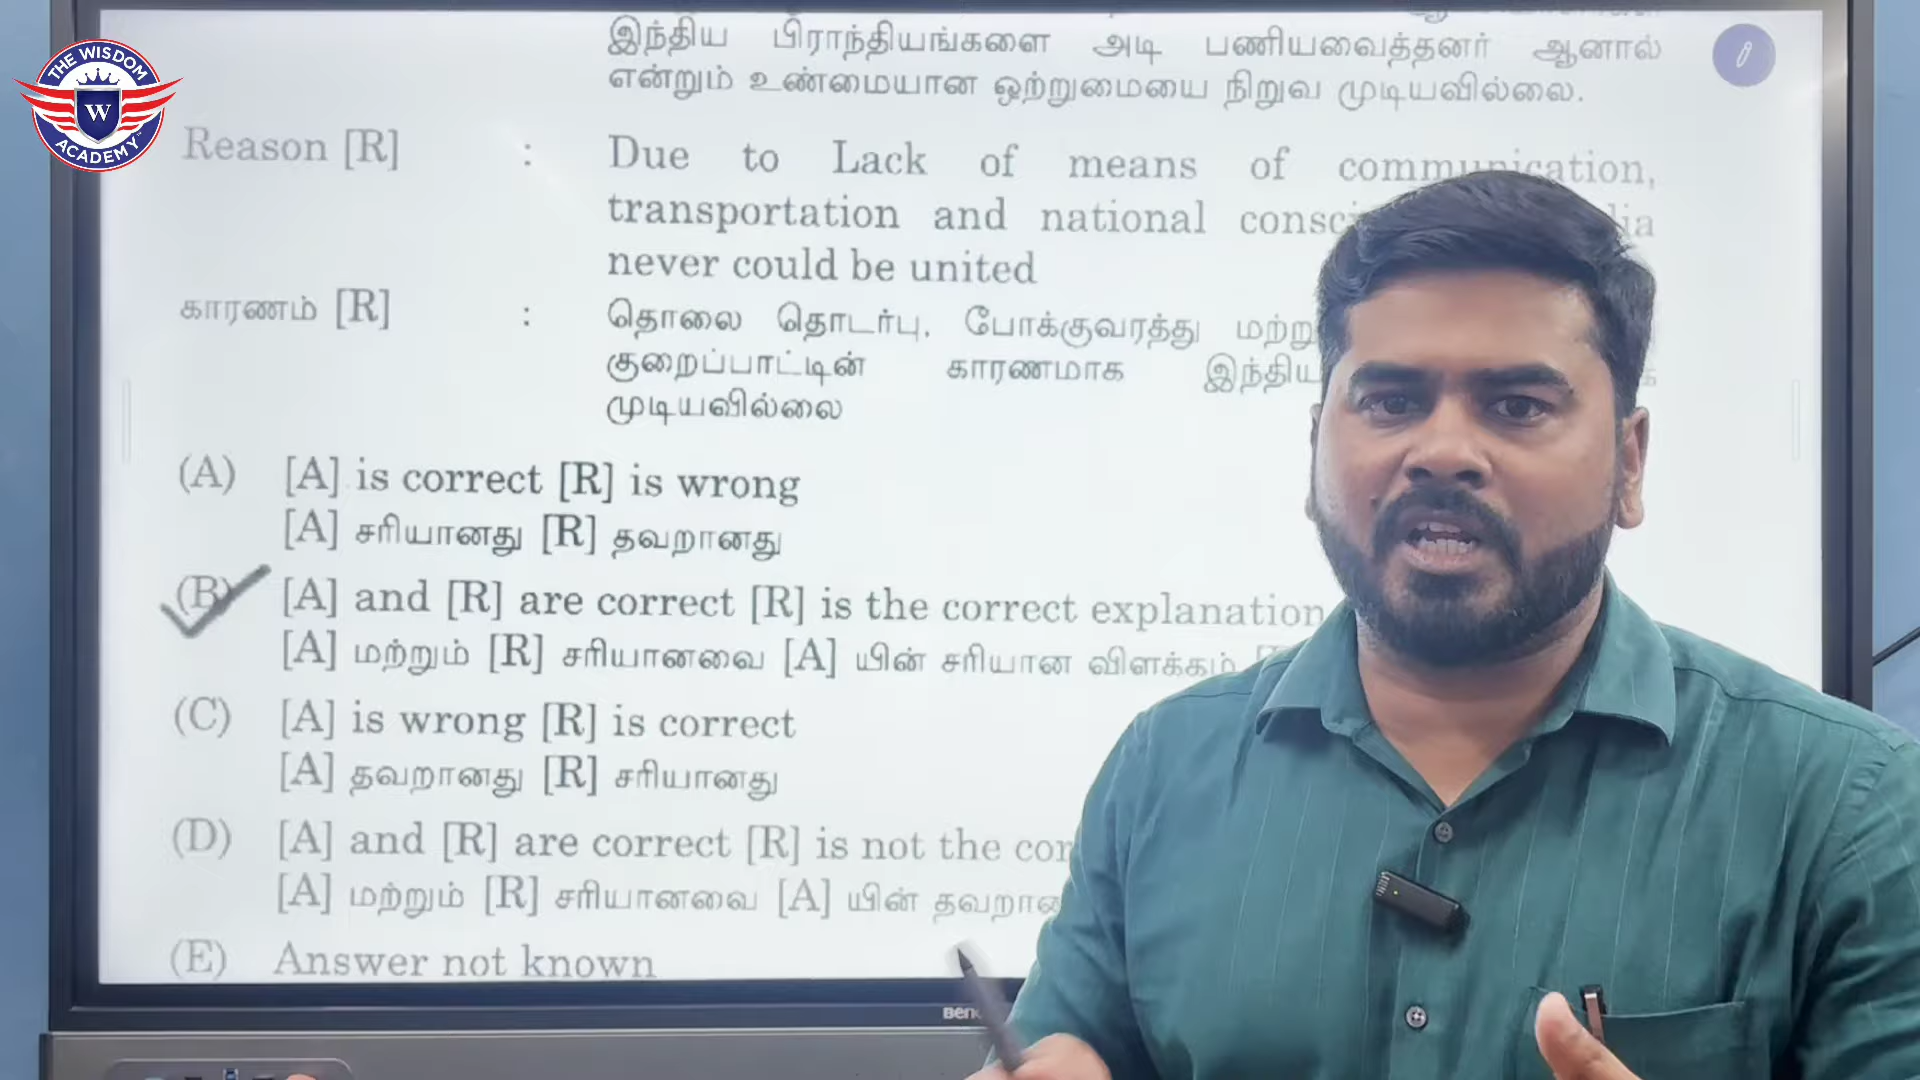 THE WISDOM
W
ACADEMY
இந்திய பிராந்தியங்களை அடி பணியவைத்தனர் ஆனால்
என்றும் உண்மையான ஒற்றுமையை நிறுவ முடியவில்லை.
Reason [R] : Due to Lack of means of communication,
transportation and national
never could be united
காரணம் [R] : தொலை தொடர்பு, போக்குவரத்து
குறைப்பாட்டின் காரணமாக
முடியவில்லை
(A) [A] is correct [R] is wrong
[A] சரியானது [R] தவறானது
(B) [A] and [R] are correct [R] is the correct explanation
[A] மற்றும் [R] சரியானவை [A] யின் சரியான விளக்கம்
(C) [A] is wrong [R] is correct
[A] தவறானது [R] சரியானது
(D) [A] and [R] are correct [R] is not the
[A] மற்றும் [R] சரியானவை [A] யின்
(E) Answer not known